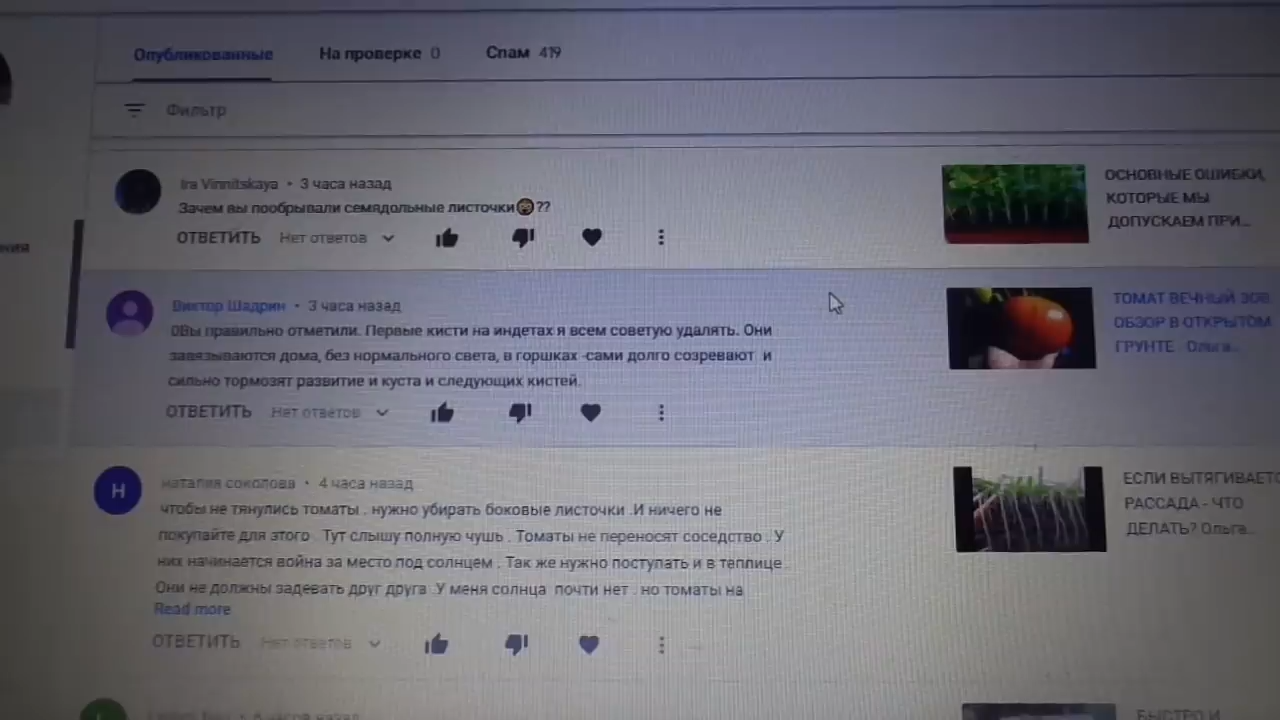 Опубликованные На проверке 0 Спам 419
Фильтр
Ira Vinnitskaya • 3 часа назад
Зачем вы пообрывали семядольные листочки??
ОТВЕТИТЬ Нет ответов
ОСНОВНЫЕ ОШИБКИ,
КОТОРЫЕ МЫ
ДОПУСКАЕМ ПРИ...
ния
Виктор Шадрин • 3 часа назад
0Вы правильно отметили. Первые кисти на индетах я всем советую удалять. Они
завязываются дома, без нормального света, в горшках -сами долго созревают и
сильно тормозят развитие и куста и следующих кистей.
ОТВЕТИТЬ Нет ответов
ТОМАТ ВЕЧНЫЙ ЗОВ.
ОБЗОР В ОТКРЫТОМ
ГРУНТЕ . Ольга...
Н
наталия соколова • 4 часа назад
чтобы не тянулись томаты . нужно убирать боковые листочки .И ничего не
покупайте для этого . Тут слышу полную чушь . Томаты не переносят соседство . У
них начинается война за место под солнцем . Так же нужно поступать и в теплице .
Они не должны задевать друг друга .У меня солнца почти нет . но томаты на
Read more
ОТВЕТИТЬ Нет ответов
ЕСЛИ ВЫТЯГИВАЕТС
РАССАДА - ЧТО
ДЕЛАТЬ? Ольга...
6 часов назад
БЫСТРО И